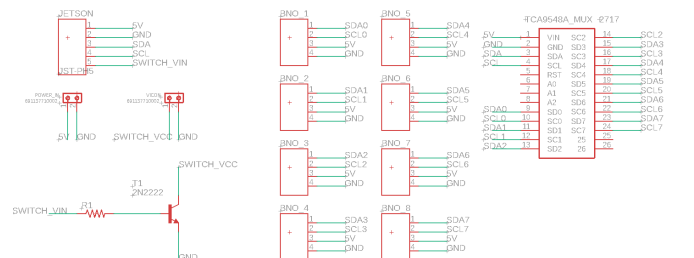 JETSON
1 5V
2 GND
3 SDA
4 SCL
5 SWITCH_VIN
JST-PH5
POWER_IN
691137710002
5V GND
691137710002
SWITCH_VCC GND
SWITCH_VCC
T1
2N2222
SWITCH_VIN
R1
GND
BNO_1
1 SDA0
2 SCL0
3 5V
4 GND
BNO_2
1 SDA1
2 SCL1
3 5V
4 GND
BNO_3
1 SDA2
2 SCL2
3 5V
4 GND
BNO_4
1 SDA3
2 SCL3
3 5V
4 GND
BNO_5
1 SDA4
2 SCL4
3 5V
4 GND
BNO_6
1 SDA5
2 SCL5
3 5V
4 GND
BNO_7
1 SDA6
2 SCL6
3 5V
4 GND
BNO_8
1 SDA7
2 SCL7
3 5V
4 GND
TCA9548A_MUX -2717
5V 1 VIN SC2 14 SCL2
GND 2 GND SD3 15 SDA3
SDA 3 SDA SC3 16 SCL3
SCL 4 SCL SD4 17 SDA4
5 RST SC4 18 SCL4
6 A0 SD5 19 SDA5
7 A1 SC5 20 SCL5
8 A2 SD6 21 SDA6
SDA0 9 SD0 SC6 22 SCL6
SCL0 10 SC0 SD7 23 SDA7
SDA1 11 SD1 SC7 24 SCL7
SCL1 12 SC1 25 25
SDA2 13 SD2 26 26